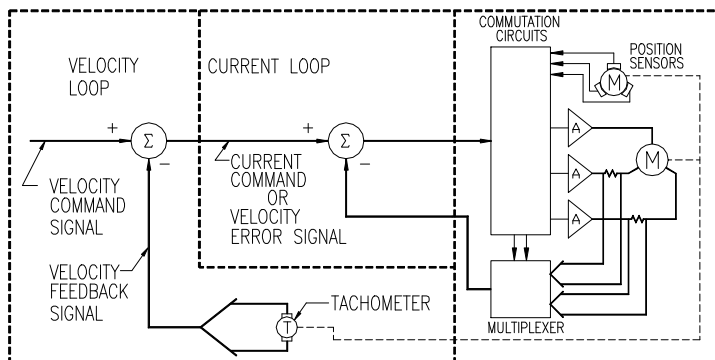 COMMUTATION
CIRCUITS
POSITION
SENSORS
VELOCITY
LOOP
CURRENT LOOP
M
+
Σ
−
+
Σ
−
A
A
A
M
VELOCITY
COMMAND
SIGNAL
CURRENT
COMMAND
OR
VELOCITY
ERROR SIGNAL
VELOCITY
FEEDBACK
SIGNAL
TACHOMETER
T
MULTIPLEXER